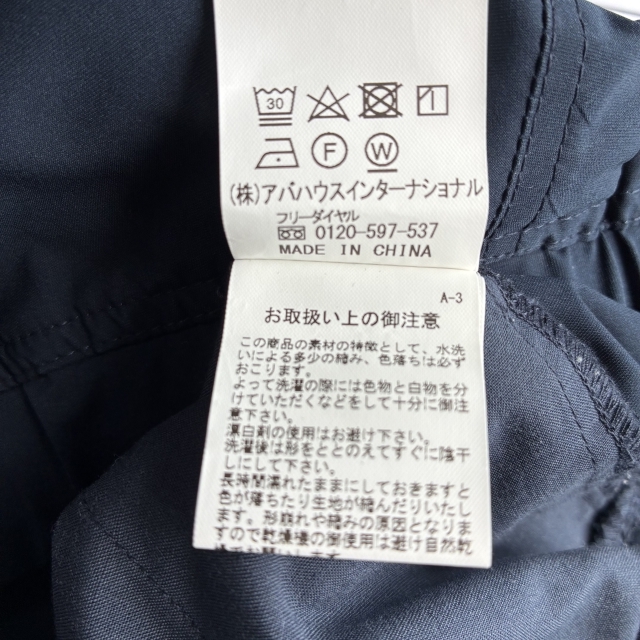 30
F
W
(株)アバハウスインターナショナル
フリーダイヤル
0120-597-537
MADE IN CHINA
A-3
お取扱い上の御注意
この商品の素材の特徴として、水洗
いによる多少の縮み、色落ちは必ず
おこります。
よって洗濯の際には色物と白物を分
けていただくなどをして十分に御注
意下さい。
漂白剤の使用はお避け下さい。
洗濯後は形をととのえてすぐに陰干
しにして下さい。
長時間濡れたままにしておきますと
色が落ちたり生地が縮んだりいたし
ます。形崩れや縮みの原因となりま
すので乾燥機の御使用は避け自然乾
燥でお願い致します。